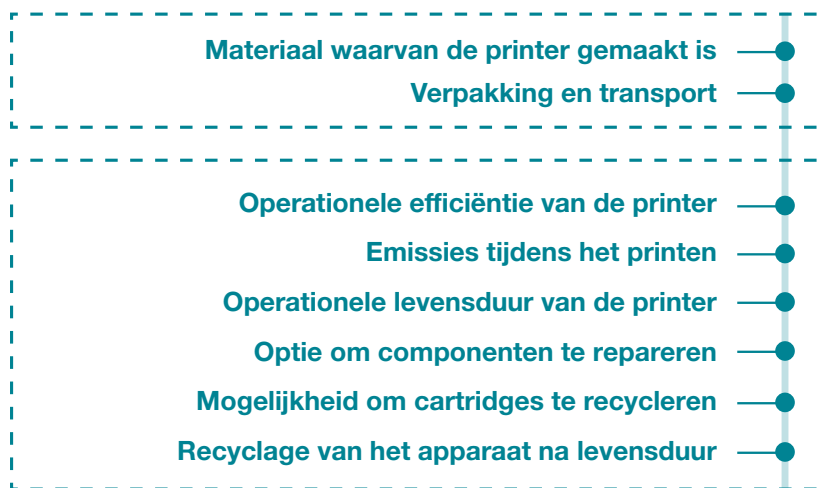 Materiaal waarvan de printer gemaakt is
Verpakking en transport
Operationele efficiëntie van de printer
Emissies tijdens het printen
Operationele levensduur van de printer
Optie om componenten te repareren
Mogelijkheid om cartridges te recycleren
Recyclage van het apparaat na levensduur